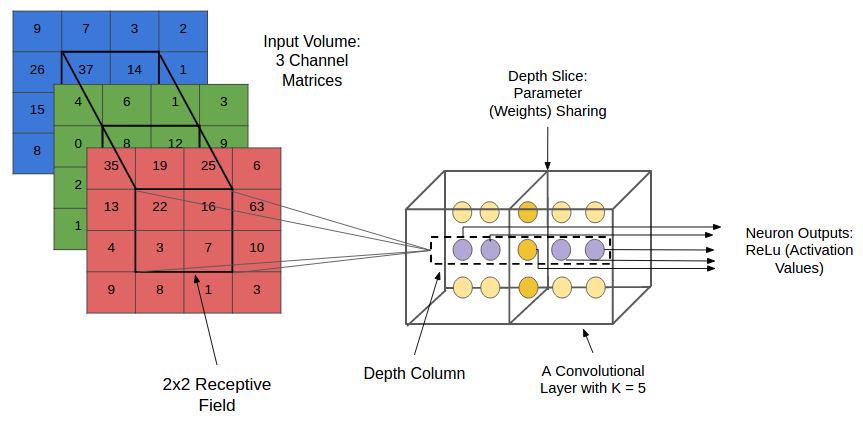 9 7 3 2
26 37 14 1
15
8
4 6 1 3
0 8 12 9
2
1
35 19 25 6
13 22 16 63
4 3 7 10
9 8 1 3
Input Volume:
3 Channel
Matrices
2x2 Receptive
Field
Depth Slice:
Parameter
(Weights) Sharing
Depth Column
A Convolutional
Layer with K = 5
Neuron Outputs:
ReLu (Activation
Values)